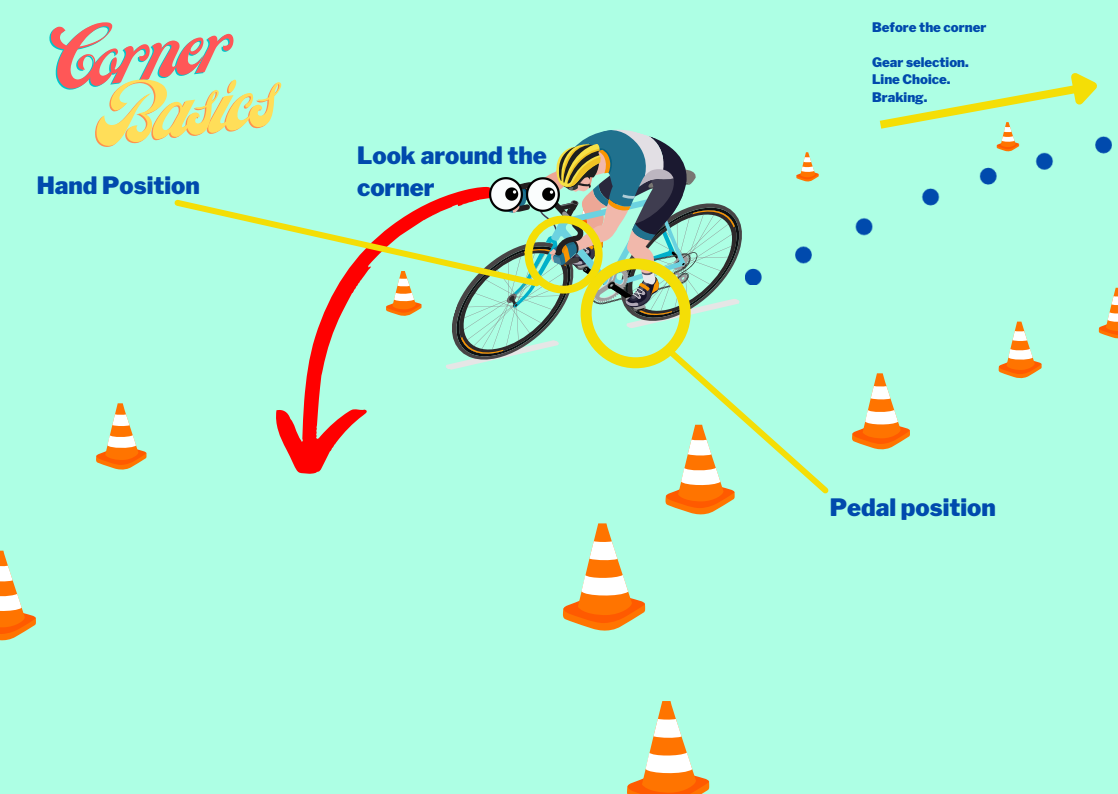 Corner
Basics
Before the corner
Gear selection.
Line Choice.
Braking.
Look around the
corner
Hand Position
Pedal position